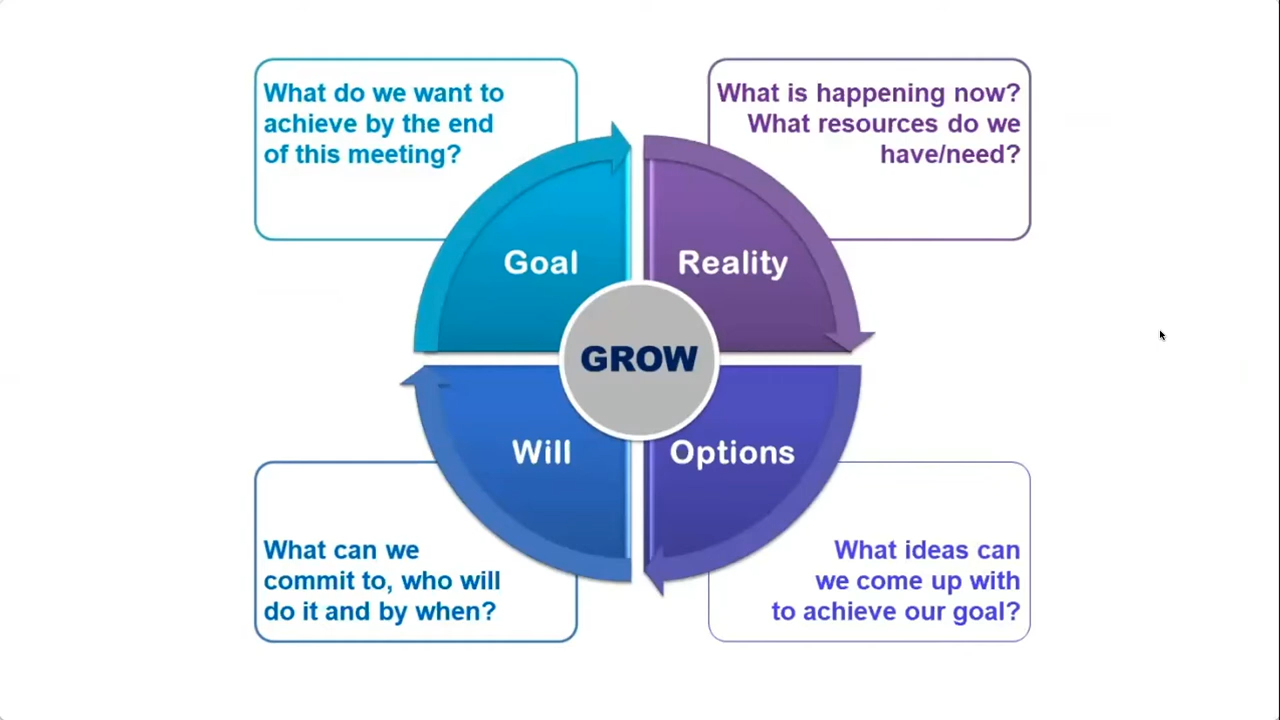 What do we want to
achieve by the end
of this meeting?
What is happening now?
What resources do we
have/need?
Goal
Reality
GROW
Will
Options
What can we
commit to, who will
do it and by when?
What ideas can
we come up with
to achieve our goal?